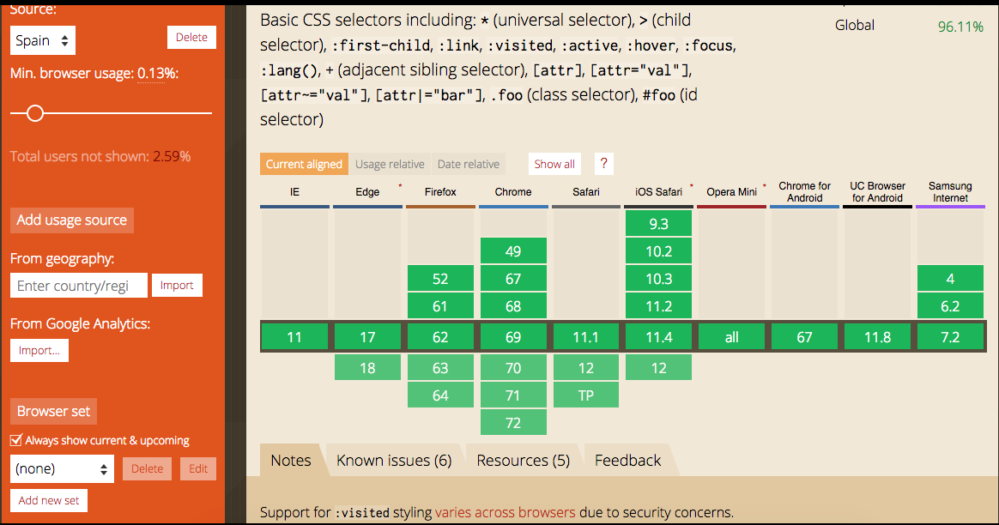 Source:
Spain
Delete
Min. browser usage: 0.13%:
Total users not shown: 2.59%
Add usage source
From geography:
Enter country/regi
Import
From Google Analytics:
Import...
Browser set
Always show current & upcoming
(none)
Delete
Edit
Add new set
Basic CSS selectors including: * (universal selector), > (child
selector), :first-child, :link, :visited, :active, :hover, :focus,
:lang(), + (adjacent sibling selector), [attr], [attr="val"],
[attr~="val"], [attr|="bar"], .foo (class selector), #foo (id
selector)
Global 96.11%
Current aligned Usage relative Date relative Show all ?
IE Edge * Firefox Chrome Safari iOS Safari * Opera Mini * Chrome for Android UC Browser for Android Samsung Internet
9.3
49 10.2
52 67 10.3 4
61 68 11.2 6.2
11 17 62 69 11.1 11.4 all 67 11.8 7.2
18 63 70 12 12
64 71 TP
72
Notes Known issues (6) Resources (5) Feedback
Support for :visited styling varies across browsers due to security concerns.